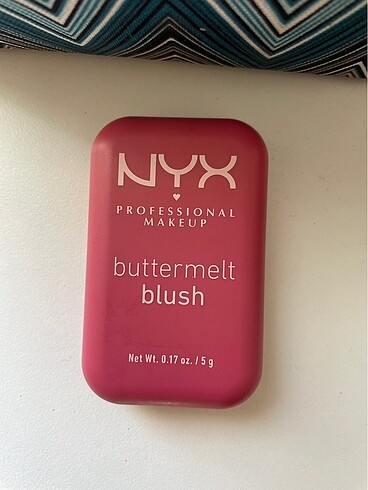 NYX
PROFESSIONAL
MAKEUP
buttermelt
blush
Net Wt. 0.17 oz. / 5 g